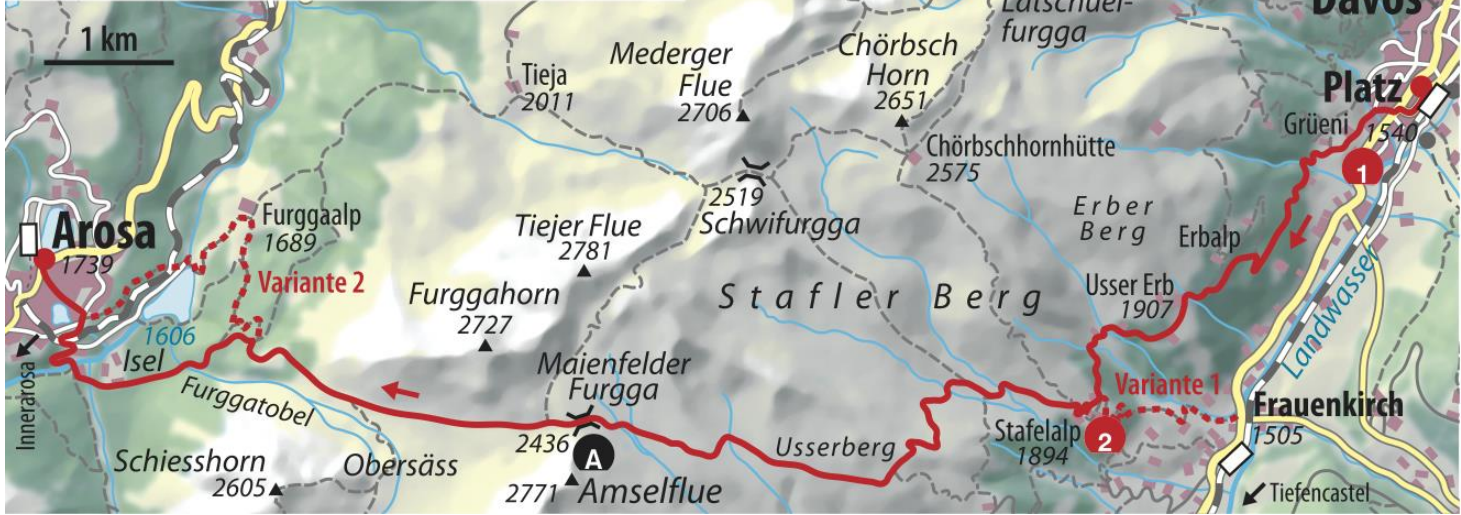 1 km
Tieja
2011
Mederger
Flue
2706
Chörbsch
Horn
2651
Latschüel-
furgga
Davos
Platz
Grüeni
1540
1
Chörbschhornhütte
2575
2519
Schwifurgga
Erber
Berg
Erbalp
Usser Erb
1907
Landwasser
Arosa
1739
Furggaalp
1689
Variante 2
Tiejer Flue
2781
Furggahorn
2727
Stafler Berg
1606
Isel
Innerarosa
Furggatobel
Maienfelder
Furgga
2436
A
2771
Amselflue
Usserberg
Variante 1
Frauenkirch
1505
Stafelalp
1894
2
Schiesshorn
2605
Obersäss
Tiefencastel